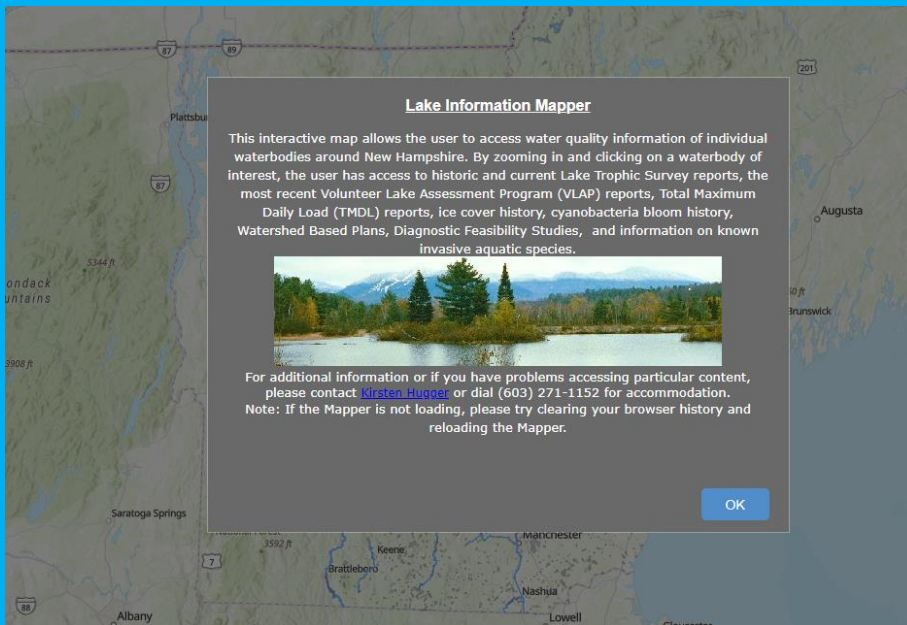 87
89
201
Plattsbu
Lake Information Mapper
This interactive map allows the user to access water quality information of individual
waterbodies around New Hampshire. By zooming in and clicking on a waterbody of
interest, the user has access to historic and current Lake Trophic Survey reports, the
most recent Volunteer Lake Assessment Program (VLAP) reports, Total Maximum
Daily Load (TMDL) reports, ice cover history, cyanobacteria bloom history,
Watershed Based Plans, Diagnostic Feasibility Studies, and information on known
invasive aquatic species.
87
Augusta
5344 ft
ondack
untains
0 ft
Brunswick
3908 ft
For additional information or if you have problems accessing particular content,
please contact Kirsten Hugger or dial (603) 271-1152 for accommodation.
Note: If the Mapper is not loading, please try clearing your browser history and
reloading the Mapper.
OK
Saratoga Springs
3592 ft
Manchester
7
Keene
Brattleboro
Nashua
88
Albany
Lowell